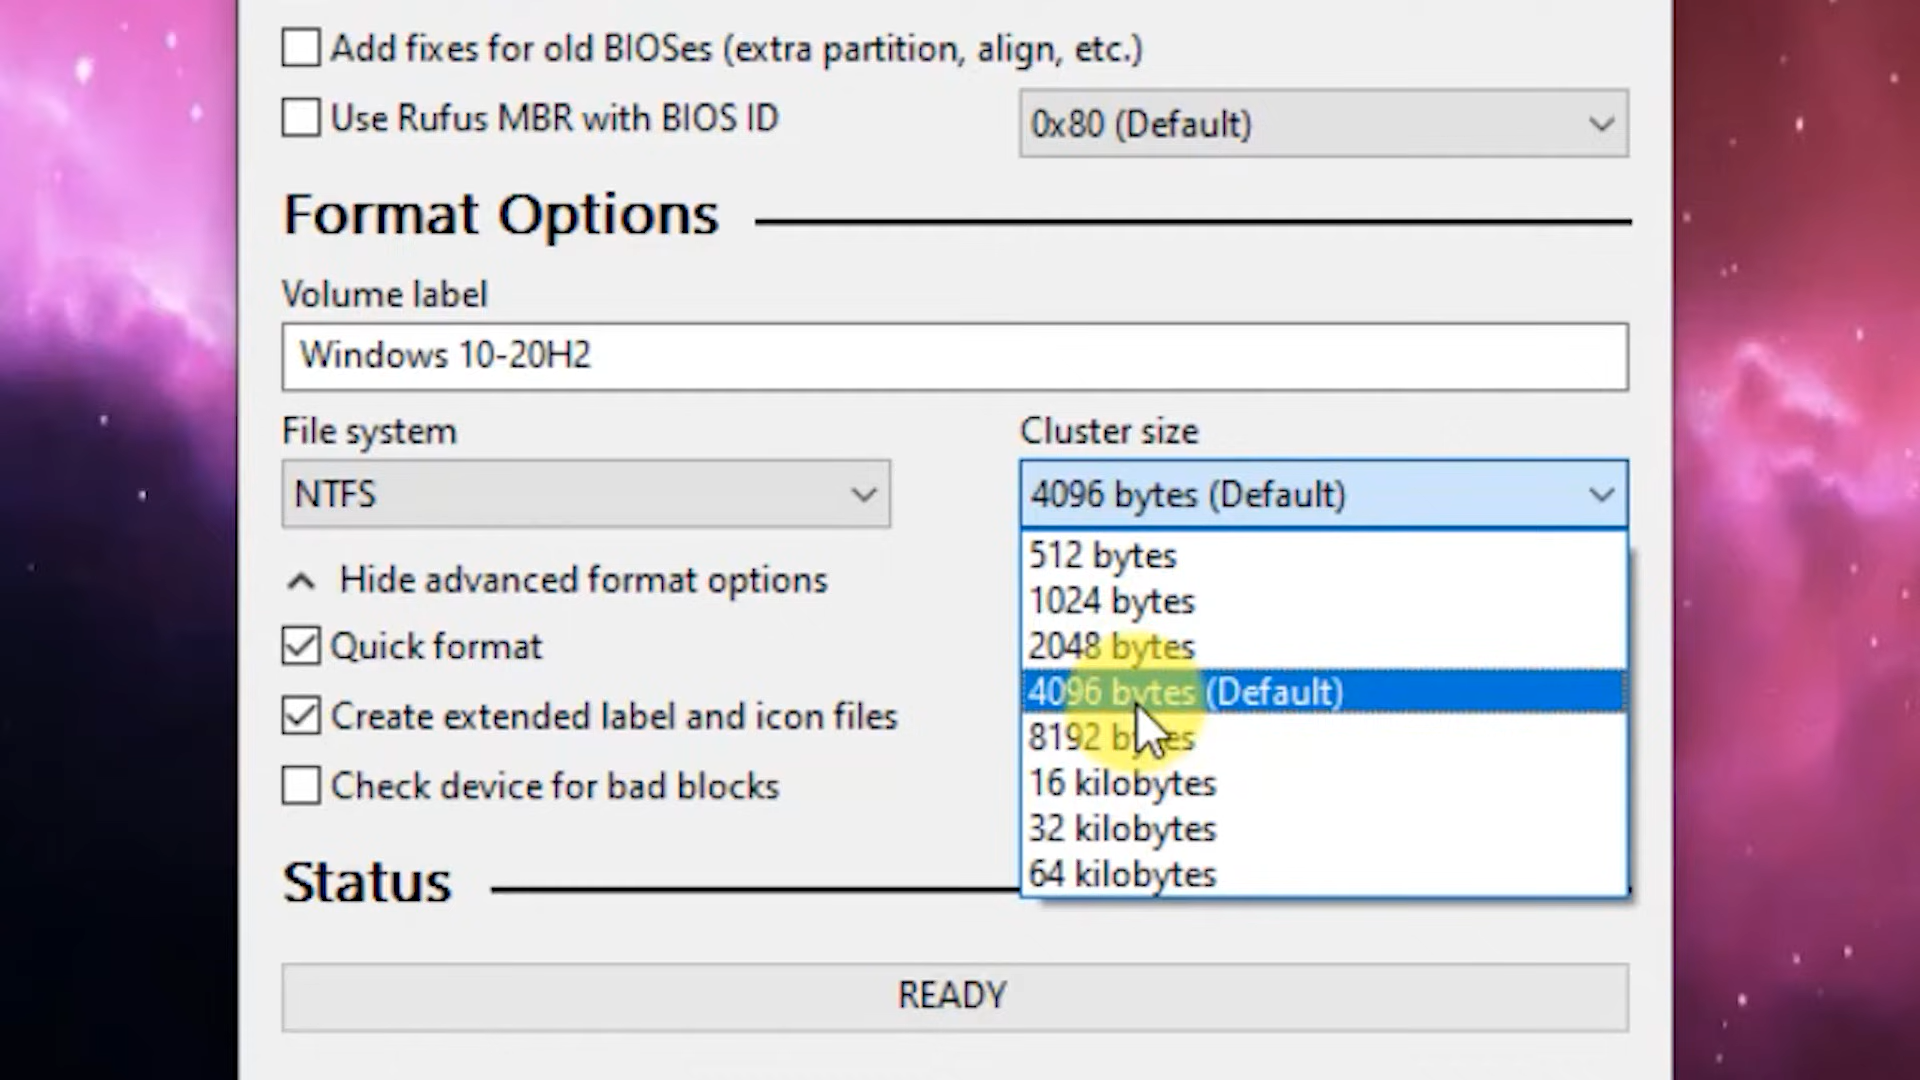 Add fixes for old BIOSes (extra partition, align, etc.)
Use Rufus MBR with BIOS ID
0x80 (Default)
Format Options
Volume label
Windows 10-20H2
File system
Cluster size
NTFS
4096 bytes (Default)
512 bytes
1024 bytes
2048 bytes
4096 bytes (Default)
8192 bytes
16 kilobytes
32 kilobytes
64 kilobytes
Hide advanced format options
Quick format
Create extended label and icon files
Check device for bad blocks
Status
READY